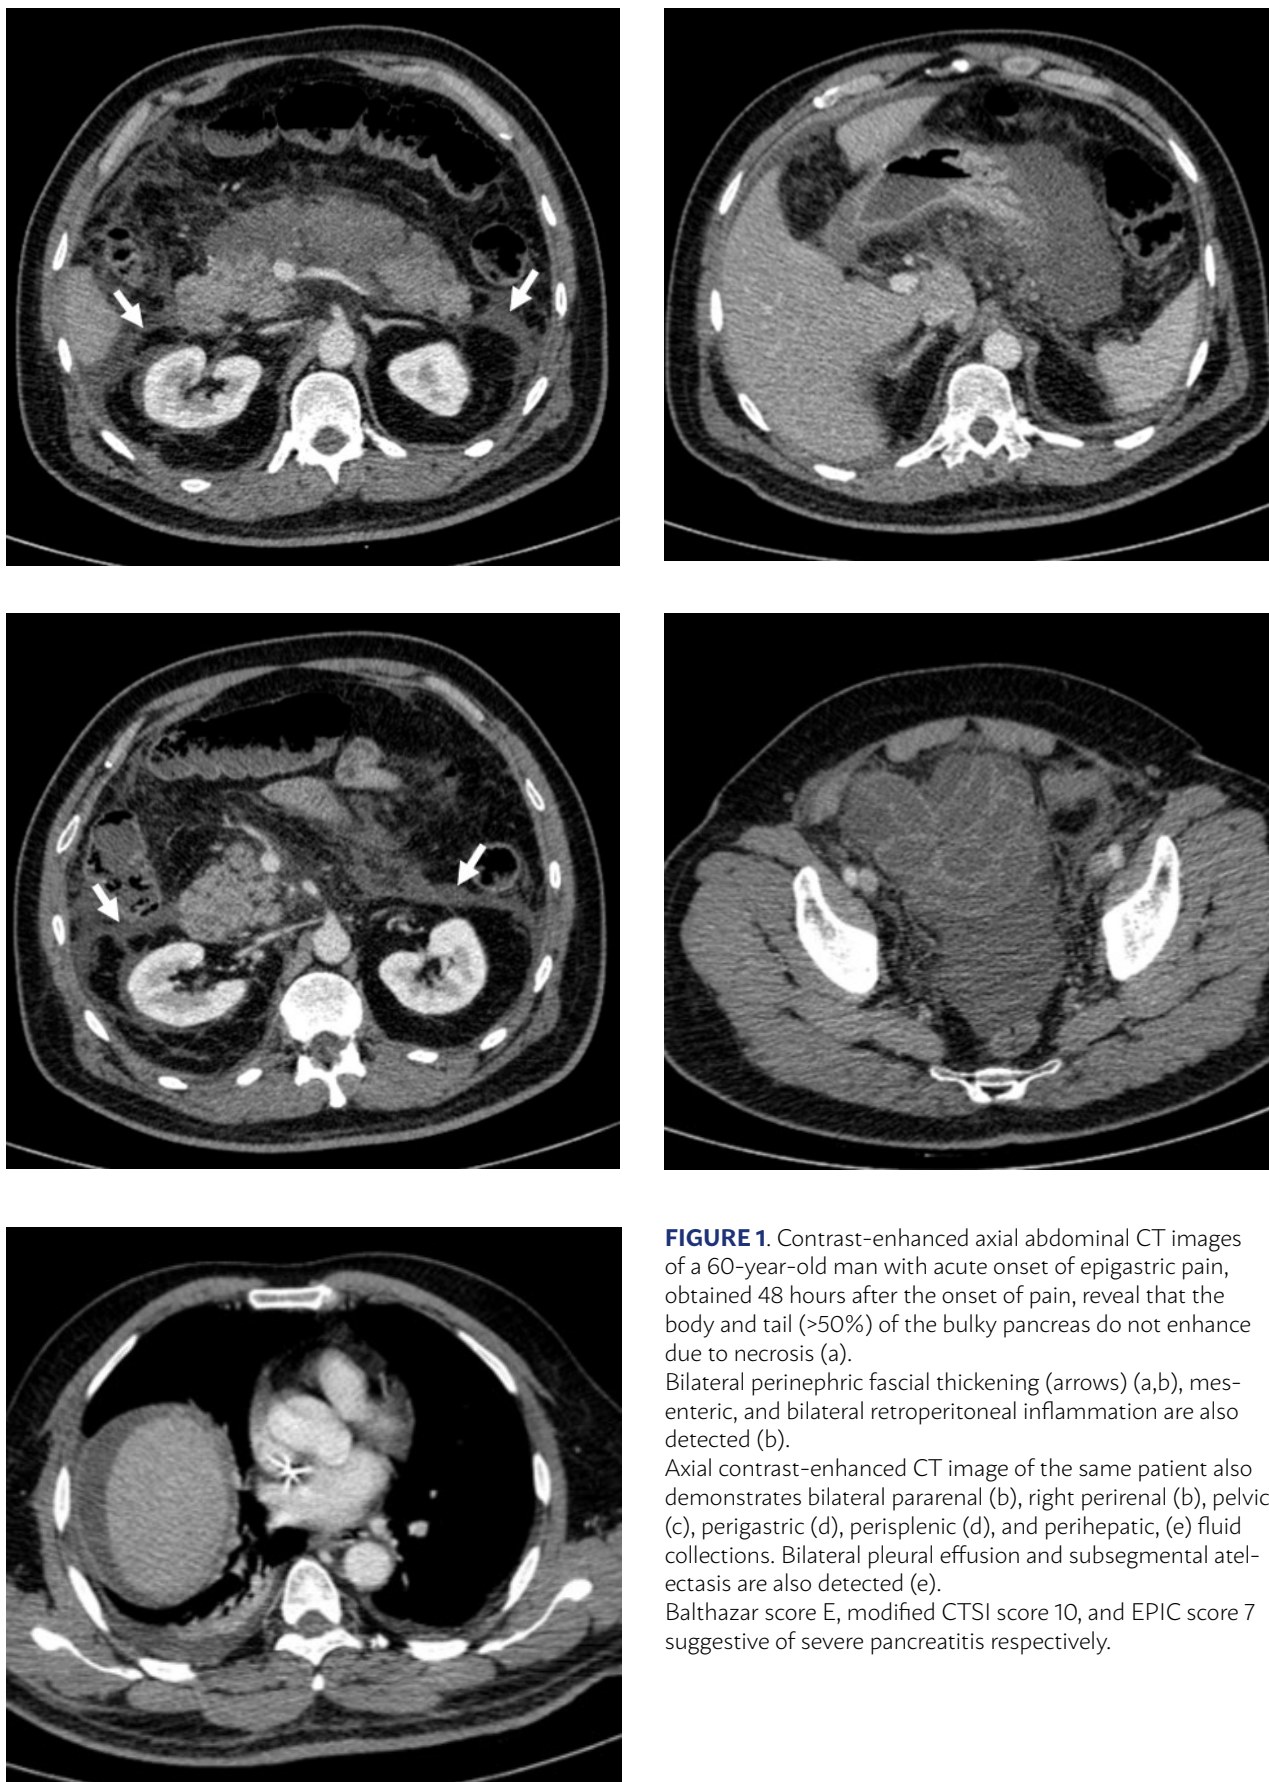 FIGURE 1. Contrast-enhanced axial abdominal CT images
of a 60-year-old man with acute onset of epigastric pain,
obtained 48 hours after the onset of pain, reveal that the
body and tail (>50%) of the bulky pancreas do not enhance
due to necrosis (a).
Bilateral perinephric fascial thickening (arrows) (a,b), mes-
enteric, and bilateral retroperitoneal inflammation are also
detected (b).
Axial contrast-enhanced CT image of the same patient also
demonstrates bilateral pararenal (b), right perirenal (b), pelvic
(c), perigastric (d), perisplenic (d), and perihepatic, (e) fluid
collections. Bilateral pleural effusion and subsegmental atel-
ectasis are also detected (e).
Balthazar score E, modified CTSI score 10, and EPIC score 7
suggestive of severe pancreatitis respectively.